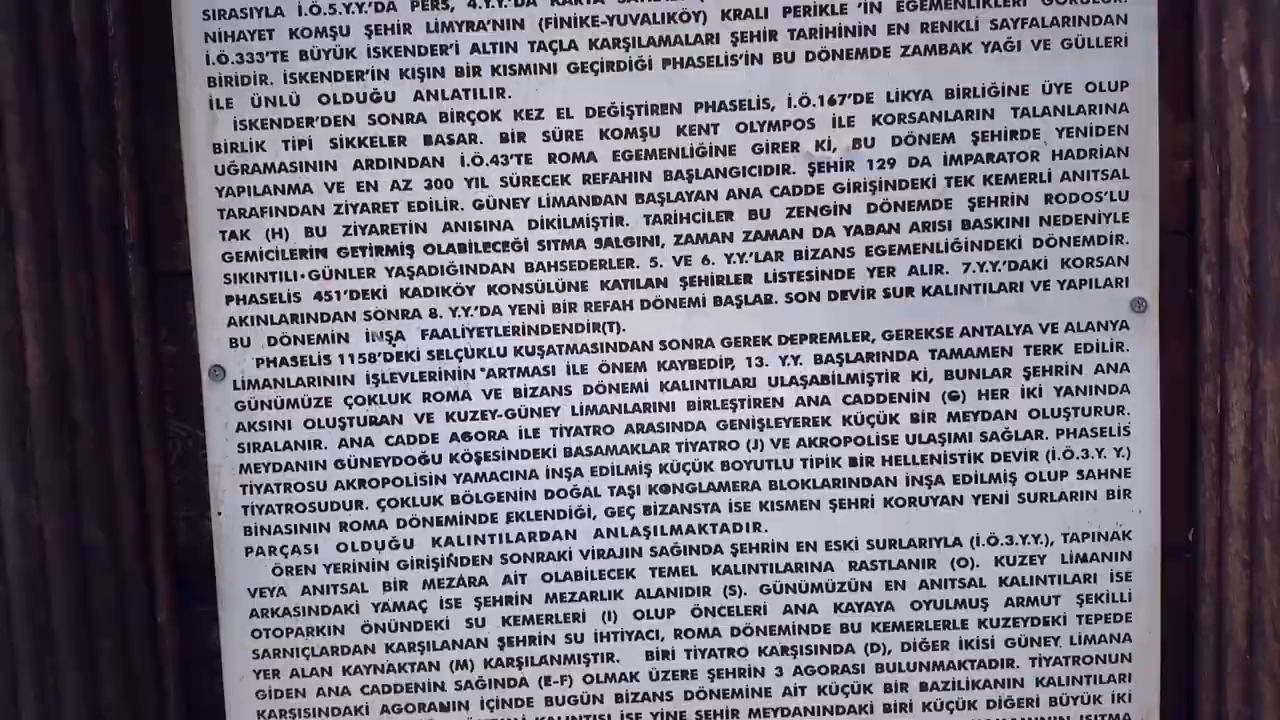 SIRASIYLA İ.Ö.5.Y.Y.'DA PERS, 4.Y.Y.'DA
NİHAYET KOMŞU ŞEHİR LİMYRA'NIN (FİNİKE-YUVALIKÖY) KRALI PERİKLE 'İN EGEMENLİKLERİ GÖRÜLÜR.
İ.Ö.333'TE BÜYÜK İSKENDER'İ ALTIN TAÇLA KARŞILAMALARI ŞEHİR TARİHİNİN EN RENKLİ SAYFALARINDAN
BİRİDİR. İSKENDER'İN KIŞIN BİR KISMINI GEÇİRDİĞİ PHASELİS'İN BU DÖNEMDE ZAMBAK YAĞI VE GÜLLERİ
İLE ÜNLÜ OLDUĞU ANLATILIR.
İSKENDER'DEN SONRA BİRÇOK KEZ EL DEĞİŞTİREN PHASELİS, İ.Ö.167'DE LİKYA BİRLİĞİNE ÜYE OLUP
BİRLİK TİPİ SİKKELER BASAR. BİR SÜRE KOMŞU KENT OLYMPOS İLE KORSANLARIN TALANLARINA
UĞRAMASININ ARDINDAN İ.Ö.43'TE ROMA EGEMENLİĞİNE GİRER Kİ, BU DÖNEM ŞEHİRDE YENİDEN
YAPILANMA VE EN AZ 300 YIL SÜRECEK REFAHIN BAŞLANGICIDIR. ŞEHİR 129 DA İMPARATOR HADRİAN
TARAFINDAN ZİYARET EDİLİR. GÜNEY LİMANDAN BAŞLAYAN ANA CADDE GİRİŞİNDEKİ TEK KEMERLİ ANITSAL
TAK (H) BU ZİYARETİN ANISINA DİKİLMİŞTİR. TARİHCİLER BU ZENGİN DÖNEMDE ŞEHRİN RODOS'LU
GEMİCİLERİN GETİRMİŞ OLABİLECEĞİ SITMA SALGINI, ZAMAN ZAMAN DA YABAN ARISI BASKINI NEDENİYLE
SIKINTILI GÜNLER YAŞADIĞINDAN BAHSEDERLER. 5. VE 6. Y.Y.'LAR BİZANS EGEMENLİĞİNDEKİ DÖNEMDİR.
PHASELİS 451'DEKİ KADIKÖY KONSÜLÜNE KATILAN ŞEHİRLER LİSTESİNDE YER ALIR. 7.Y.Y.'DAKİ KORSAN
AKINLARINDAN SONRA 8. Y.Y.'DA YENİ BİR REFAH DÖNEMİ BAŞLAR. SON DEVİR SUR KALINTILARI VE YAPILARI
BU DÖNEMİN İNŞA FAALİYETLERİNDENDİR(T).
PHASELİS 1158'DEKİ SELÇUKLU KUŞATMASINDAN SONRA GEREK DEPREMLER, GEREKSE ANTALYA VE ALANYA
LİMANLARININ İŞLEVLERİNİN ARTMASI İLE ÖNEM KAYBEDİP, 13. Y.Y. BAŞLARINDA TAMAMEN TERK EDİLİR.
GÜNÜMÜZE ÇOKLUK ROMA VE BİZANS DÖNEMİ KALINTILARI ULAŞABİLMİŞTİR Kİ, BUNLAR ŞEHRİN ANA
AKSINI OLUŞTURAN VE KUZEY-GÜNEY LİMANLARINI BİRLEŞTİREN ANA CADDENİN (G) HER İKİ YANINDA
SIRALANIR. ANA CADDE AGORA İLE TİYATRO ARASINDA GENİŞLEYEREK KÜÇÜK BİR MEYDAN OLUŞTURUR.
MEYDANIN GÜNEYDOĞU KÖŞESİNDEKİ BASAMAKLAR TİYATRO (J) VE AKROPOLİSE ULAŞIMI SAĞLAR. PHASELİS
TİYATROSU AKROPOLİSİN YAMACINA İNŞA EDİLMİŞ KÜÇÜK BOYUTLU TİPİK BİR HELLENİSTİK DEVİR (İ.Ö.3.Y. Y.)
TİYATROSUDUR. ÇOKLUK BÖLGENİN DOĞAL TAŞI KONGLAMERA BLOKLARINDAN İNŞA EDİLMİŞ OLUP SAHNE
BİNASININ ROMA DÖNEMİNDE EKLENDİĞİ, GEÇ BİZANSTA İSE KISMEN ŞEHRİ KORUYAN YENİ SURLARIN BİR
PARÇASI OLDUĞU KALINTILARDAN ANLAŞILMAKTADIR.
ÖREN YERİNİN GİRİŞİNDEN SONRAKİ VİRAJIN SAĞINDA ŞEHRİN EN ESKİ SURLARIYLA (İ.Ö.3.Y.Y.), TAPINAK
VEYA ANITSAL BİR MEZARA AİT OLABİLECEK TEMEL KALINTILARINA RASTLANIR (O). KUZEY LİMANIN
ARKASINDAKİ YAMAÇ İSE ŞEHRİN MEZARLIK ALANIDIR (S). GÜNÜMÜZÜN EN ANITSAL KALINTILARI İSE
OTOPARKIN ÖNÜNDEKİ SU KEMERLERİ (I) OLUP ÖNCELERİ ANA KAYAYA OYULMUŞ ARMUT ŞEKİLLİ
SARNIÇLARDAN KARŞILANAN ŞEHRİN SU İHTİYACI, ROMA DÖNEMİNDE BU KEMERLERLE KUZEYDEKİ TEPEDE
YER ALAN KAYNAKTAN (M) KARŞILANMIŞTIR. BİRİ TİYATRO KARŞISINDA (D), DİĞER İKİSİ GÜNEY LİMANA
GİDEN ANA CADDENİN SAĞINDA (E-F) OLMAK ÜZERE ŞEHRİN 3 AGORASI BULUNMAKTADIR. TİYATRONUN
KARŞISINDAKİ AGORANIN İÇİNDE BUGÜN BİZANS DÖNEMİNE AİT KÜÇÜK BİR BAZİLİKANIN KALINTILARI
KALINTISI İSE YİNE ŞEHİR MEYDANINDAKİ BİRİ KÜÇÜK DİĞERİ BÜYÜK İKİ